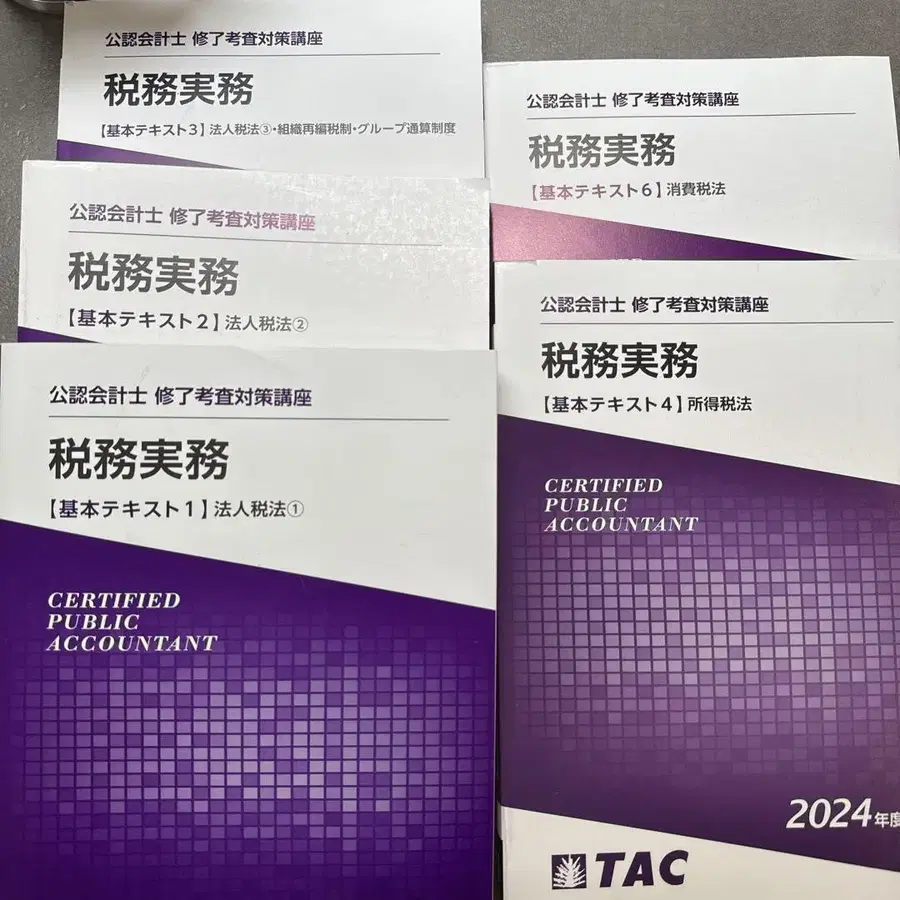 公認会計士 修了考査対策講座
税務実務
【基本テキスト3】法人税法③・組織再編税制・グループ通算制度
公認会計士 修了考査対策講座
税務実務
【基本テキスト2】法人税法②
公認会計士 修了考査対策講座
税務実務
【基本テキスト1】法人税法①
CERTIFIED
PUBLIC
ACCOUNTANT
公認会計士 修了考査対策講座
税務実務
【基本テキスト6】消費税法
公認会計士 修了考査対策講座
税務実務
【基本テキスト4】所得税法
CERTIFIED
PUBLIC
ACCOUNTANT
2024年度
TAC